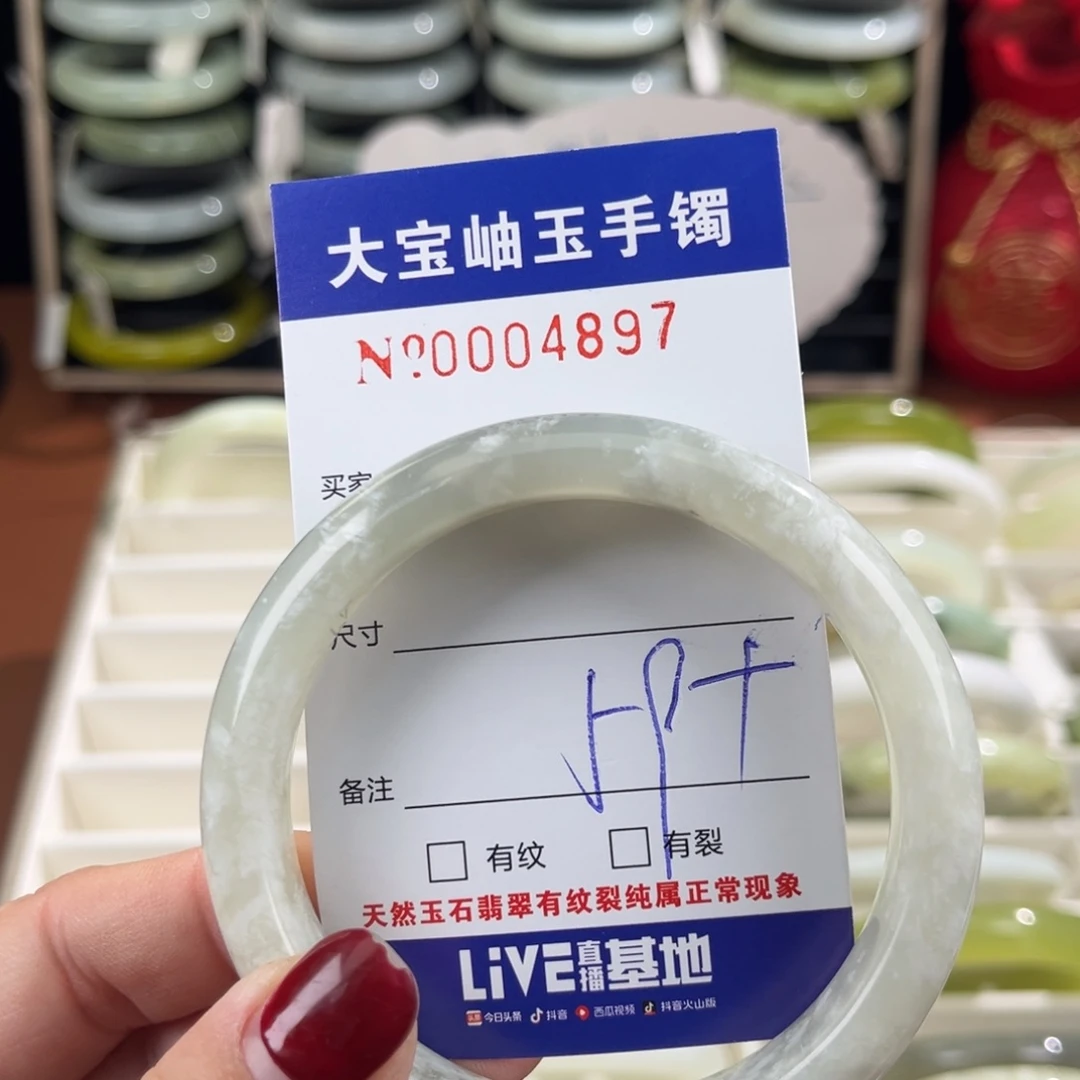 大宝岫玉手镯
№0004897
买家
尺寸
备注
有纹 有裂
天然玉石翡翠有纹裂纯属正常现象
LiVE直播基地
头条 今日头条 抖音 西瓜视频 抖音火山版